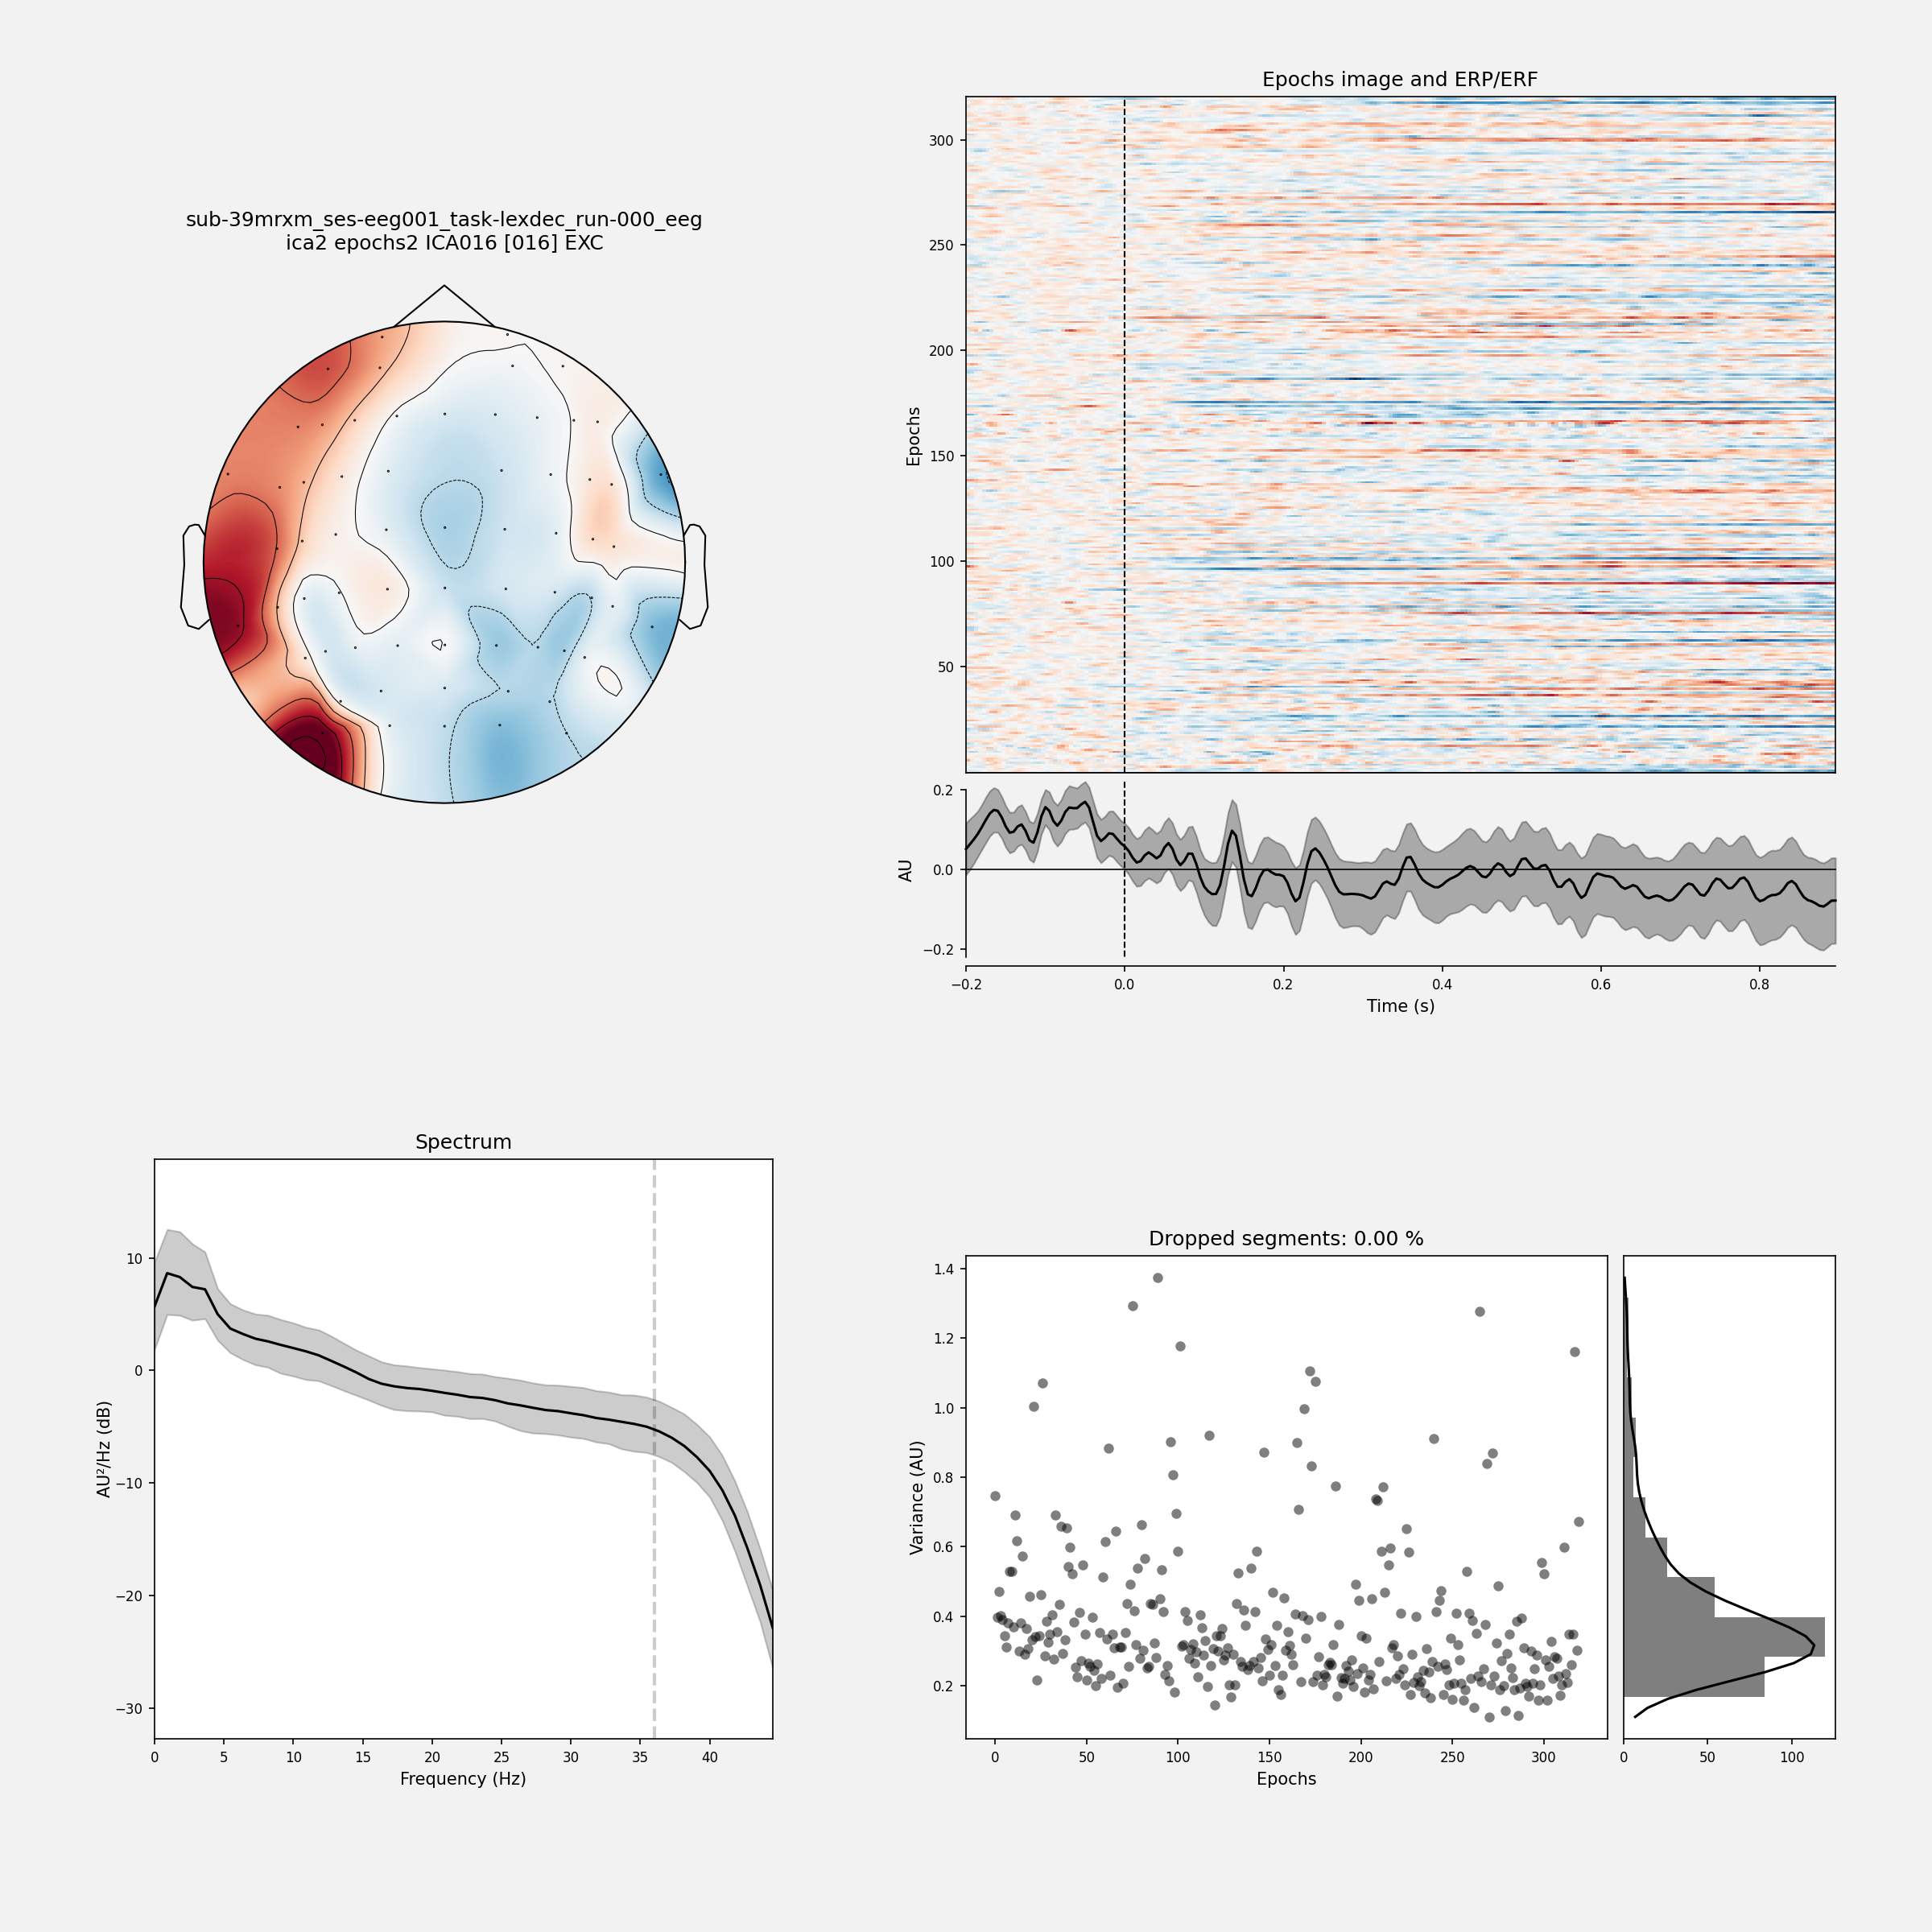 sub-39mrxm_ses-eeg001_task-lexdec_run-000_eeg
ica2 epochs2 ICA016 [016] EXC
Epochs image and ERP/ERF
Epochs
300
250
200
150
100
50
AU
0.2
0.0
−0.2
−0.2 0.0 0.2 0.4 0.6 0.8
Time (s)
Spectrum
AU²/Hz (dB)
10
0
−10
−20
−30
0 5 10 15 20 25 30 35 40
Frequency (Hz)
Dropped segments: 0.00 %
Variance (AU)
1.4
1.2
1.0
0.8
0.6
0.4
0.2
0 50 100 150 200 250 300
Epochs
0 50 100